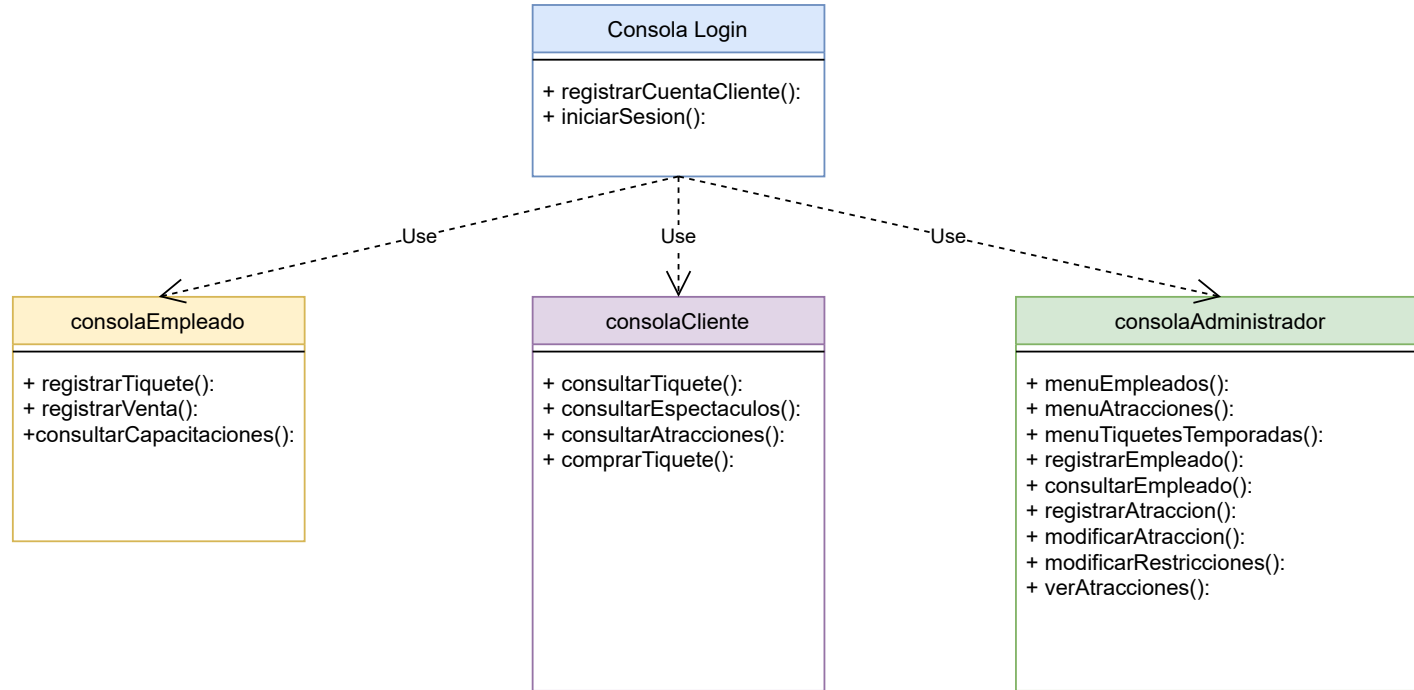 Consola Login
+ registrarCuentaCliente():
+ iniciarSesion():
Use
Use
Use
consolaEmpleado
+ registrarTiquete():
+ registrarVenta():
+consultarCapacitaciones():
consolaCliente
+ consultarTiquete():
+ consultarEspectaculos():
+ consultarAtracciones():
+ comprarTiquete():
consolaAdministrador
+ menuEmpleados():
+ menuAtracciones():
+ menuTiquetesTemporadas():
+ registrarEmpleado():
+ consultarEmpleado():
+ registrarAtraccion():
+ modificarAtraccion():
+ modificarRestricciones():
+ verAtracciones():